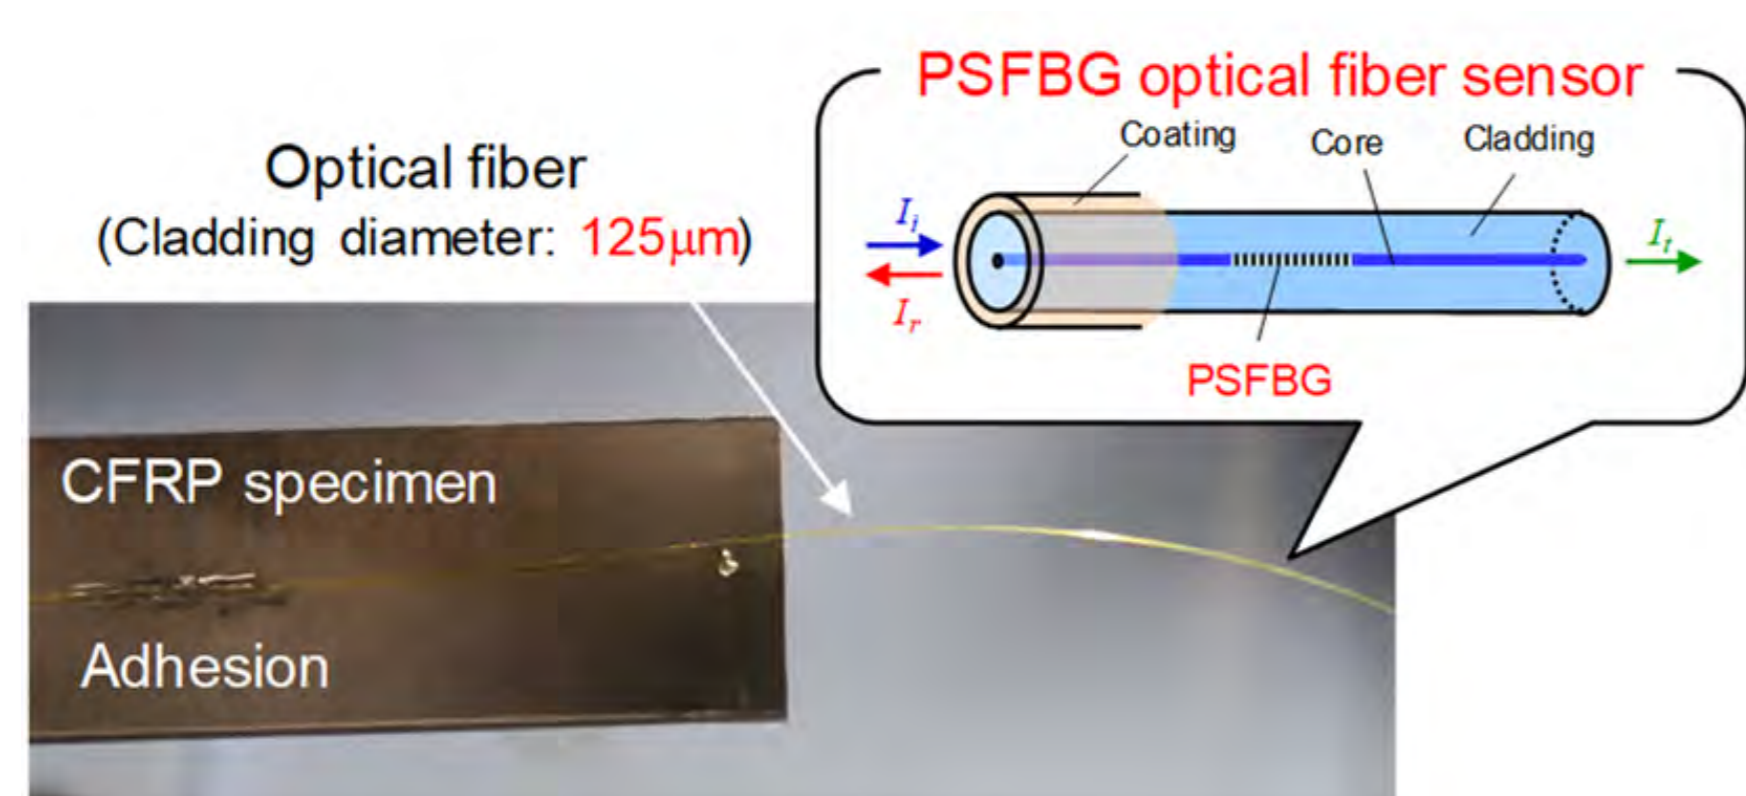 PSFBG optical fiber sensor
Coating
Core
Cladding
Optical fiber
(Cladding diameter: 125μm)
Iᵢ
Iᵣ
Iₜ
PSFBG
CFRP specimen
Adhesion